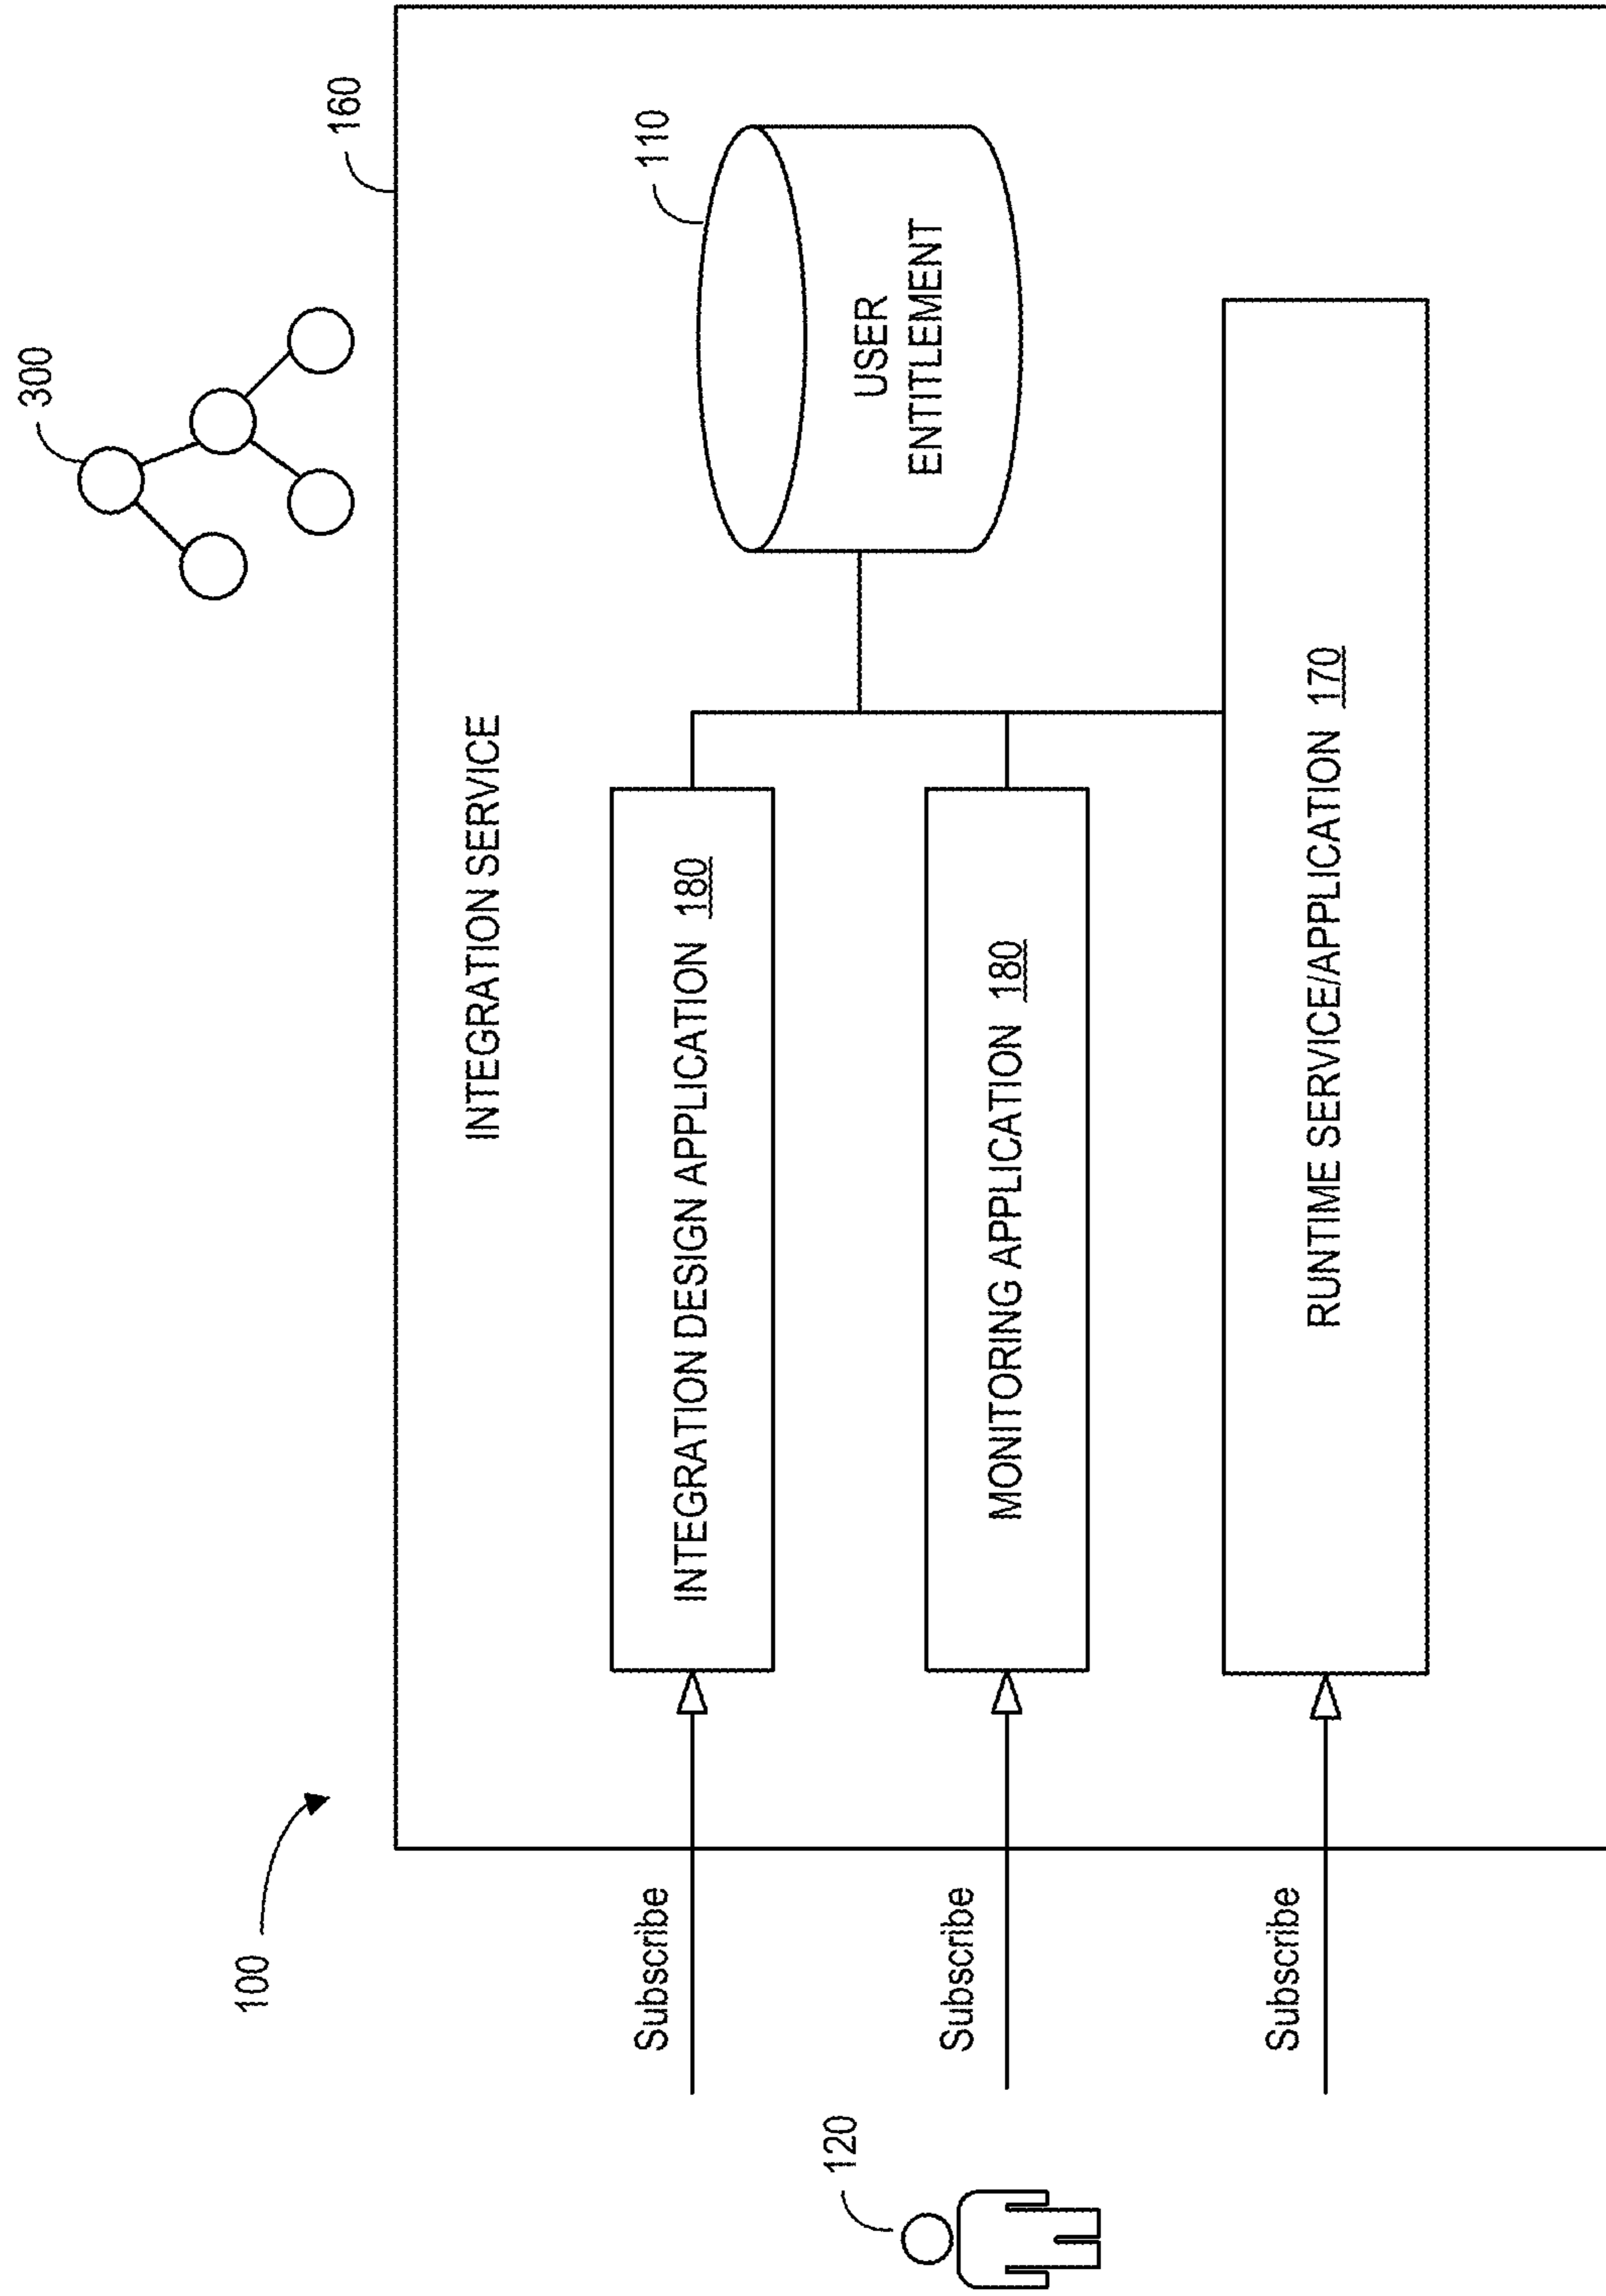 300
160
100
INTEGRATION SERVICE
110
Subscribe
INTEGRATION DESIGN APPLICATION 180
120
USER
ENTITLEMENT
Subscribe
MONITORING APPLICATION 180
Subscribe
RUNTIME SERVICE/APPLICATION 170